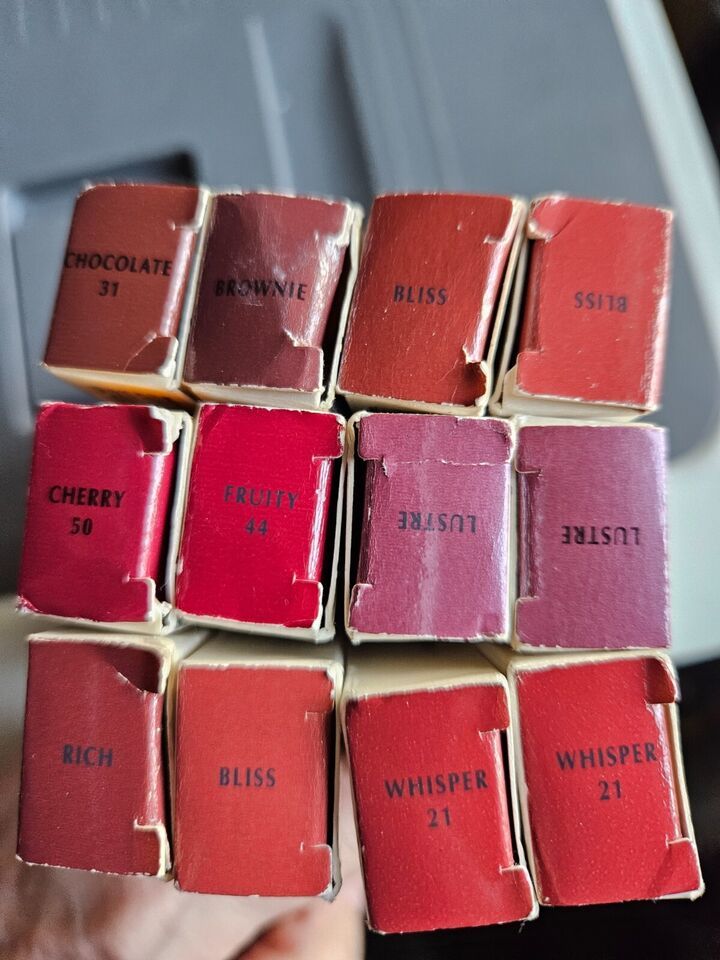 CHOCOLATE
31
BROWNIE
BLISS
BLISS
CHERRY
50
FRUITY
44
LUSTRE
LUSTRE
RICH
BLISS
WHISPER
21
WHISPER
21